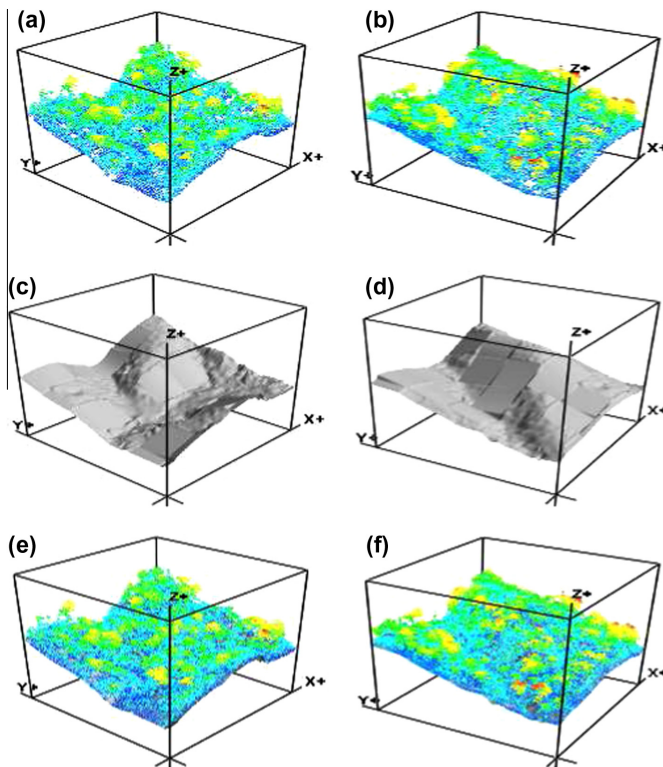 (a)
(b)
Z+
Z+
Y+
X+
Y+
X+
(c)
(d)
Z+
Z+
Y+
X+
Y+
X+
(e)
(f)
Z+
Z+
Y+
X+
Y+
X+